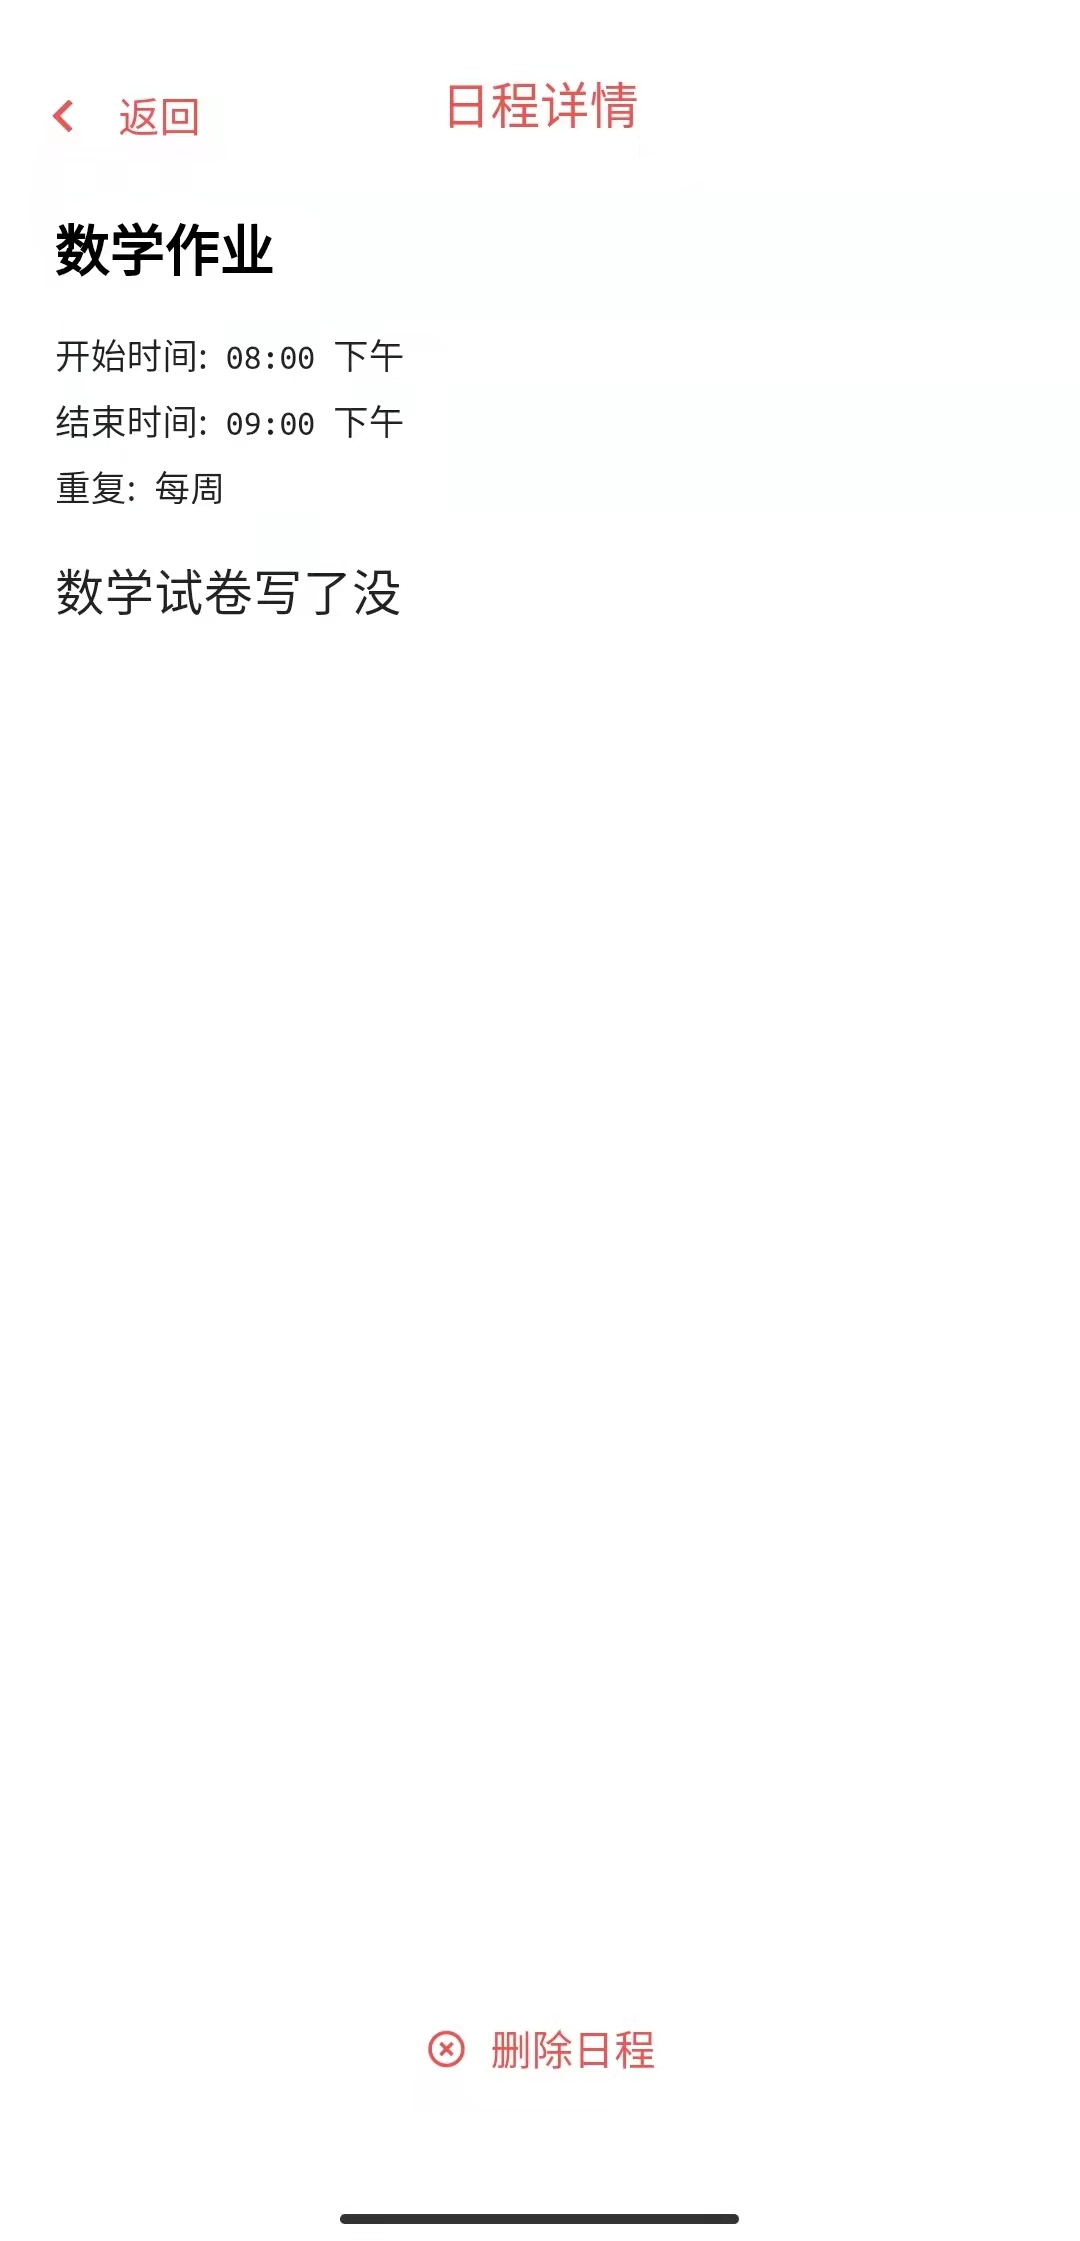 返回
日程详情
数学作业
开始时间: 08:00 下午
结束时间: 09:00 下午
重复: 每周
数学试卷写了没
删除日程